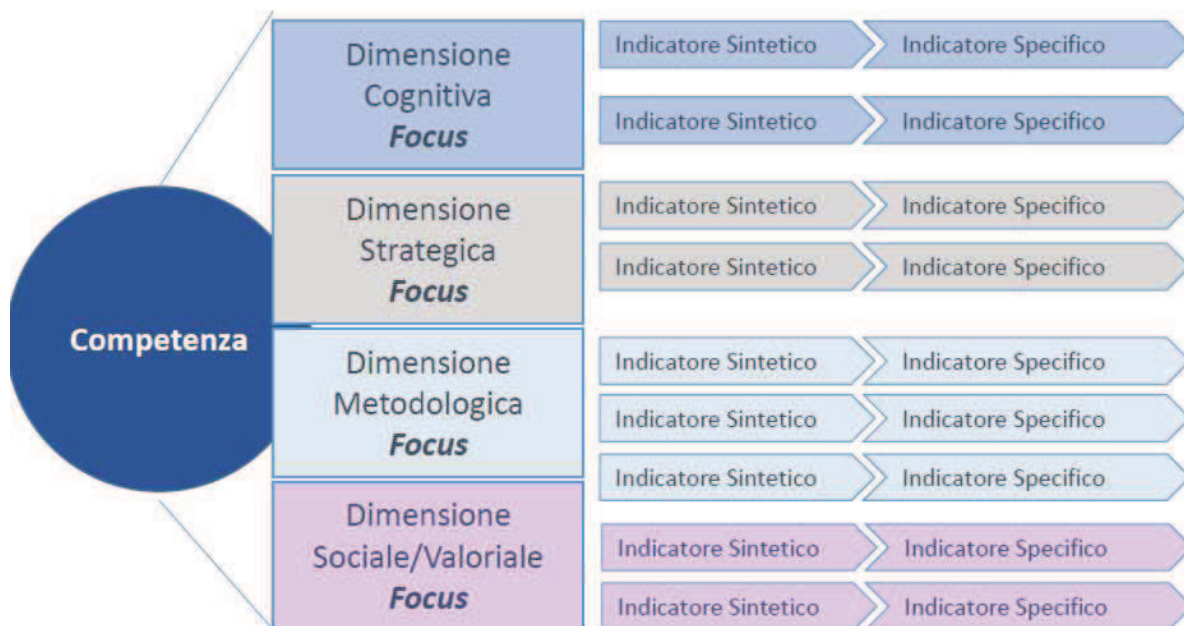 Competenza
Dimensione
Cognitiva
Focus
Indicatore Sintetico
Indicatore Specifico
Indicatore Sintetico
Indicatore Specifico
Dimensione
Strategica
Focus
Indicatore Sintetico
Indicatore Specifico
Indicatore Sintetico
Indicatore Specifico
Dimensione
Metodologica
Focus
Indicatore Sintetico
Indicatore Specifico
Indicatore Sintetico
Indicatore Specifico
Indicatore Sintetico
Indicatore Specifico
Dimensione
Sociale/Valoriale
Focus
Indicatore Sintetico
Indicatore Specifico
Indicatore Sintetico
Indicatore Specifico